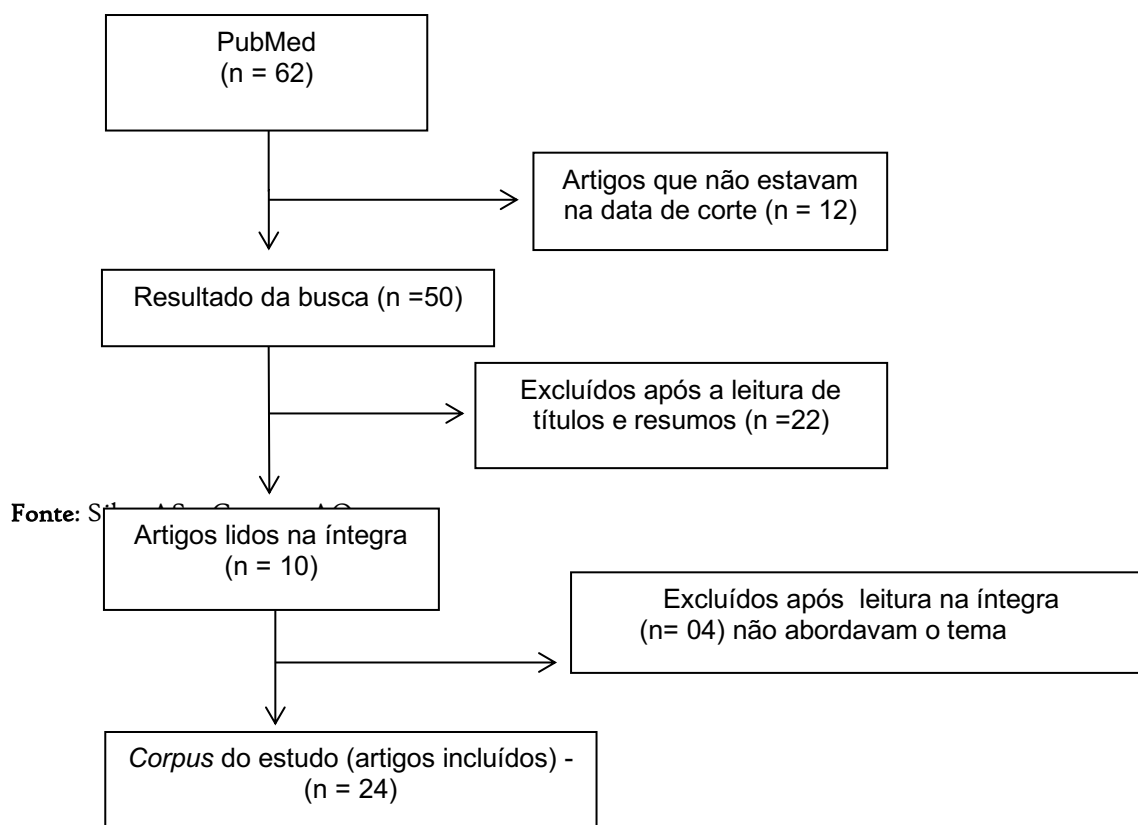 PubMed
(n = 62)
Artigos que não estavam
na data de corte (n = 12)
Resultado da busca (n =50)
Excluídos após a leitura de
títulos e resumos (n =22)
Fonte:
Artigos lidos na íntegra
(n = 10)
Excluídos após leitura na íntegra
(n= 04) não abordavam o tema
Corpus do estudo (artigos incluídos) -
(n = 24)